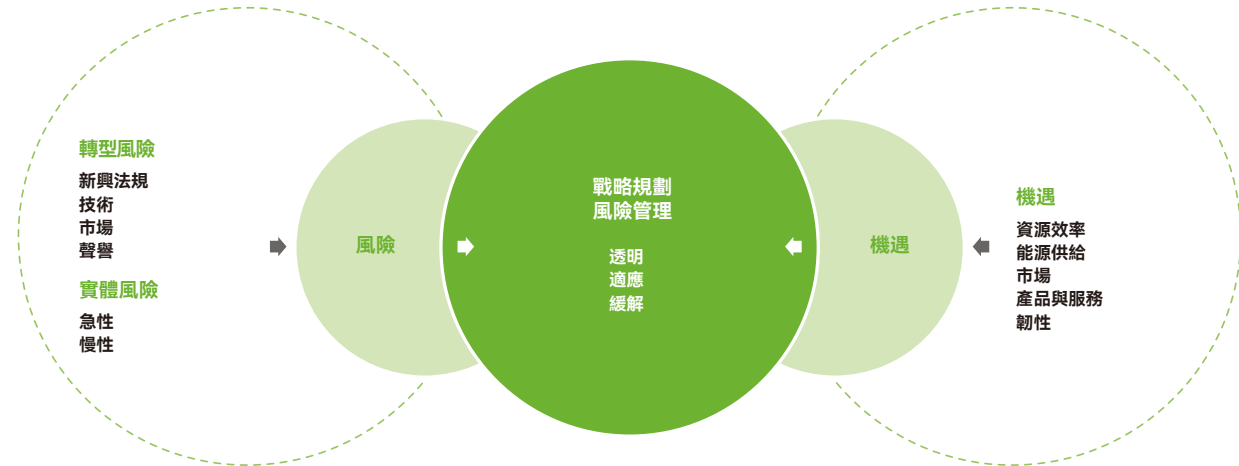 轉型風險
新興法規
技術
市場
聲譽
實體風險
急性
慢性
風險
戰略規劃
風險管理
透明
適應
緩解
機遇
機遇
資源效率
能源供給
市場
產品與服務
韌性